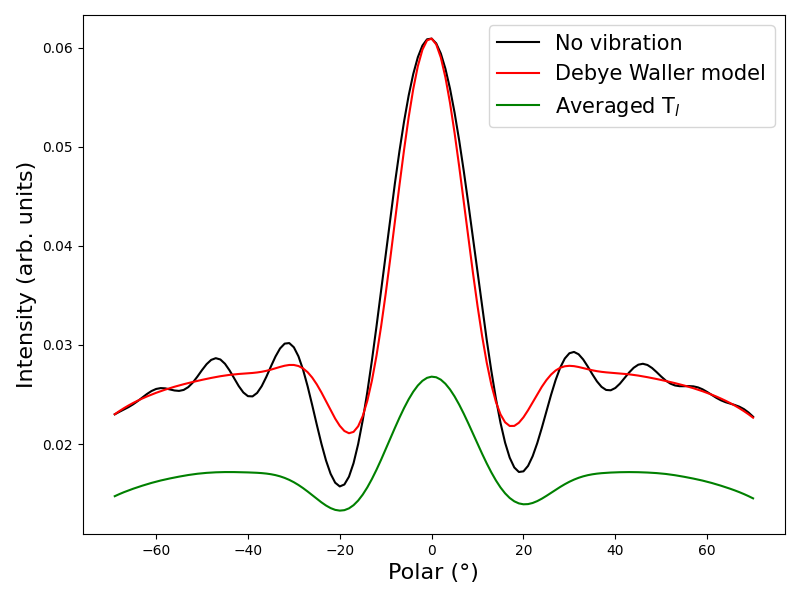 No vibration
Debye Waller model
Averaged T_l
Intensity (arb. units)
0.06
0.05
0.04
0.03
0.02
−60 −40 −20 0 20 40 60
Polar (°)